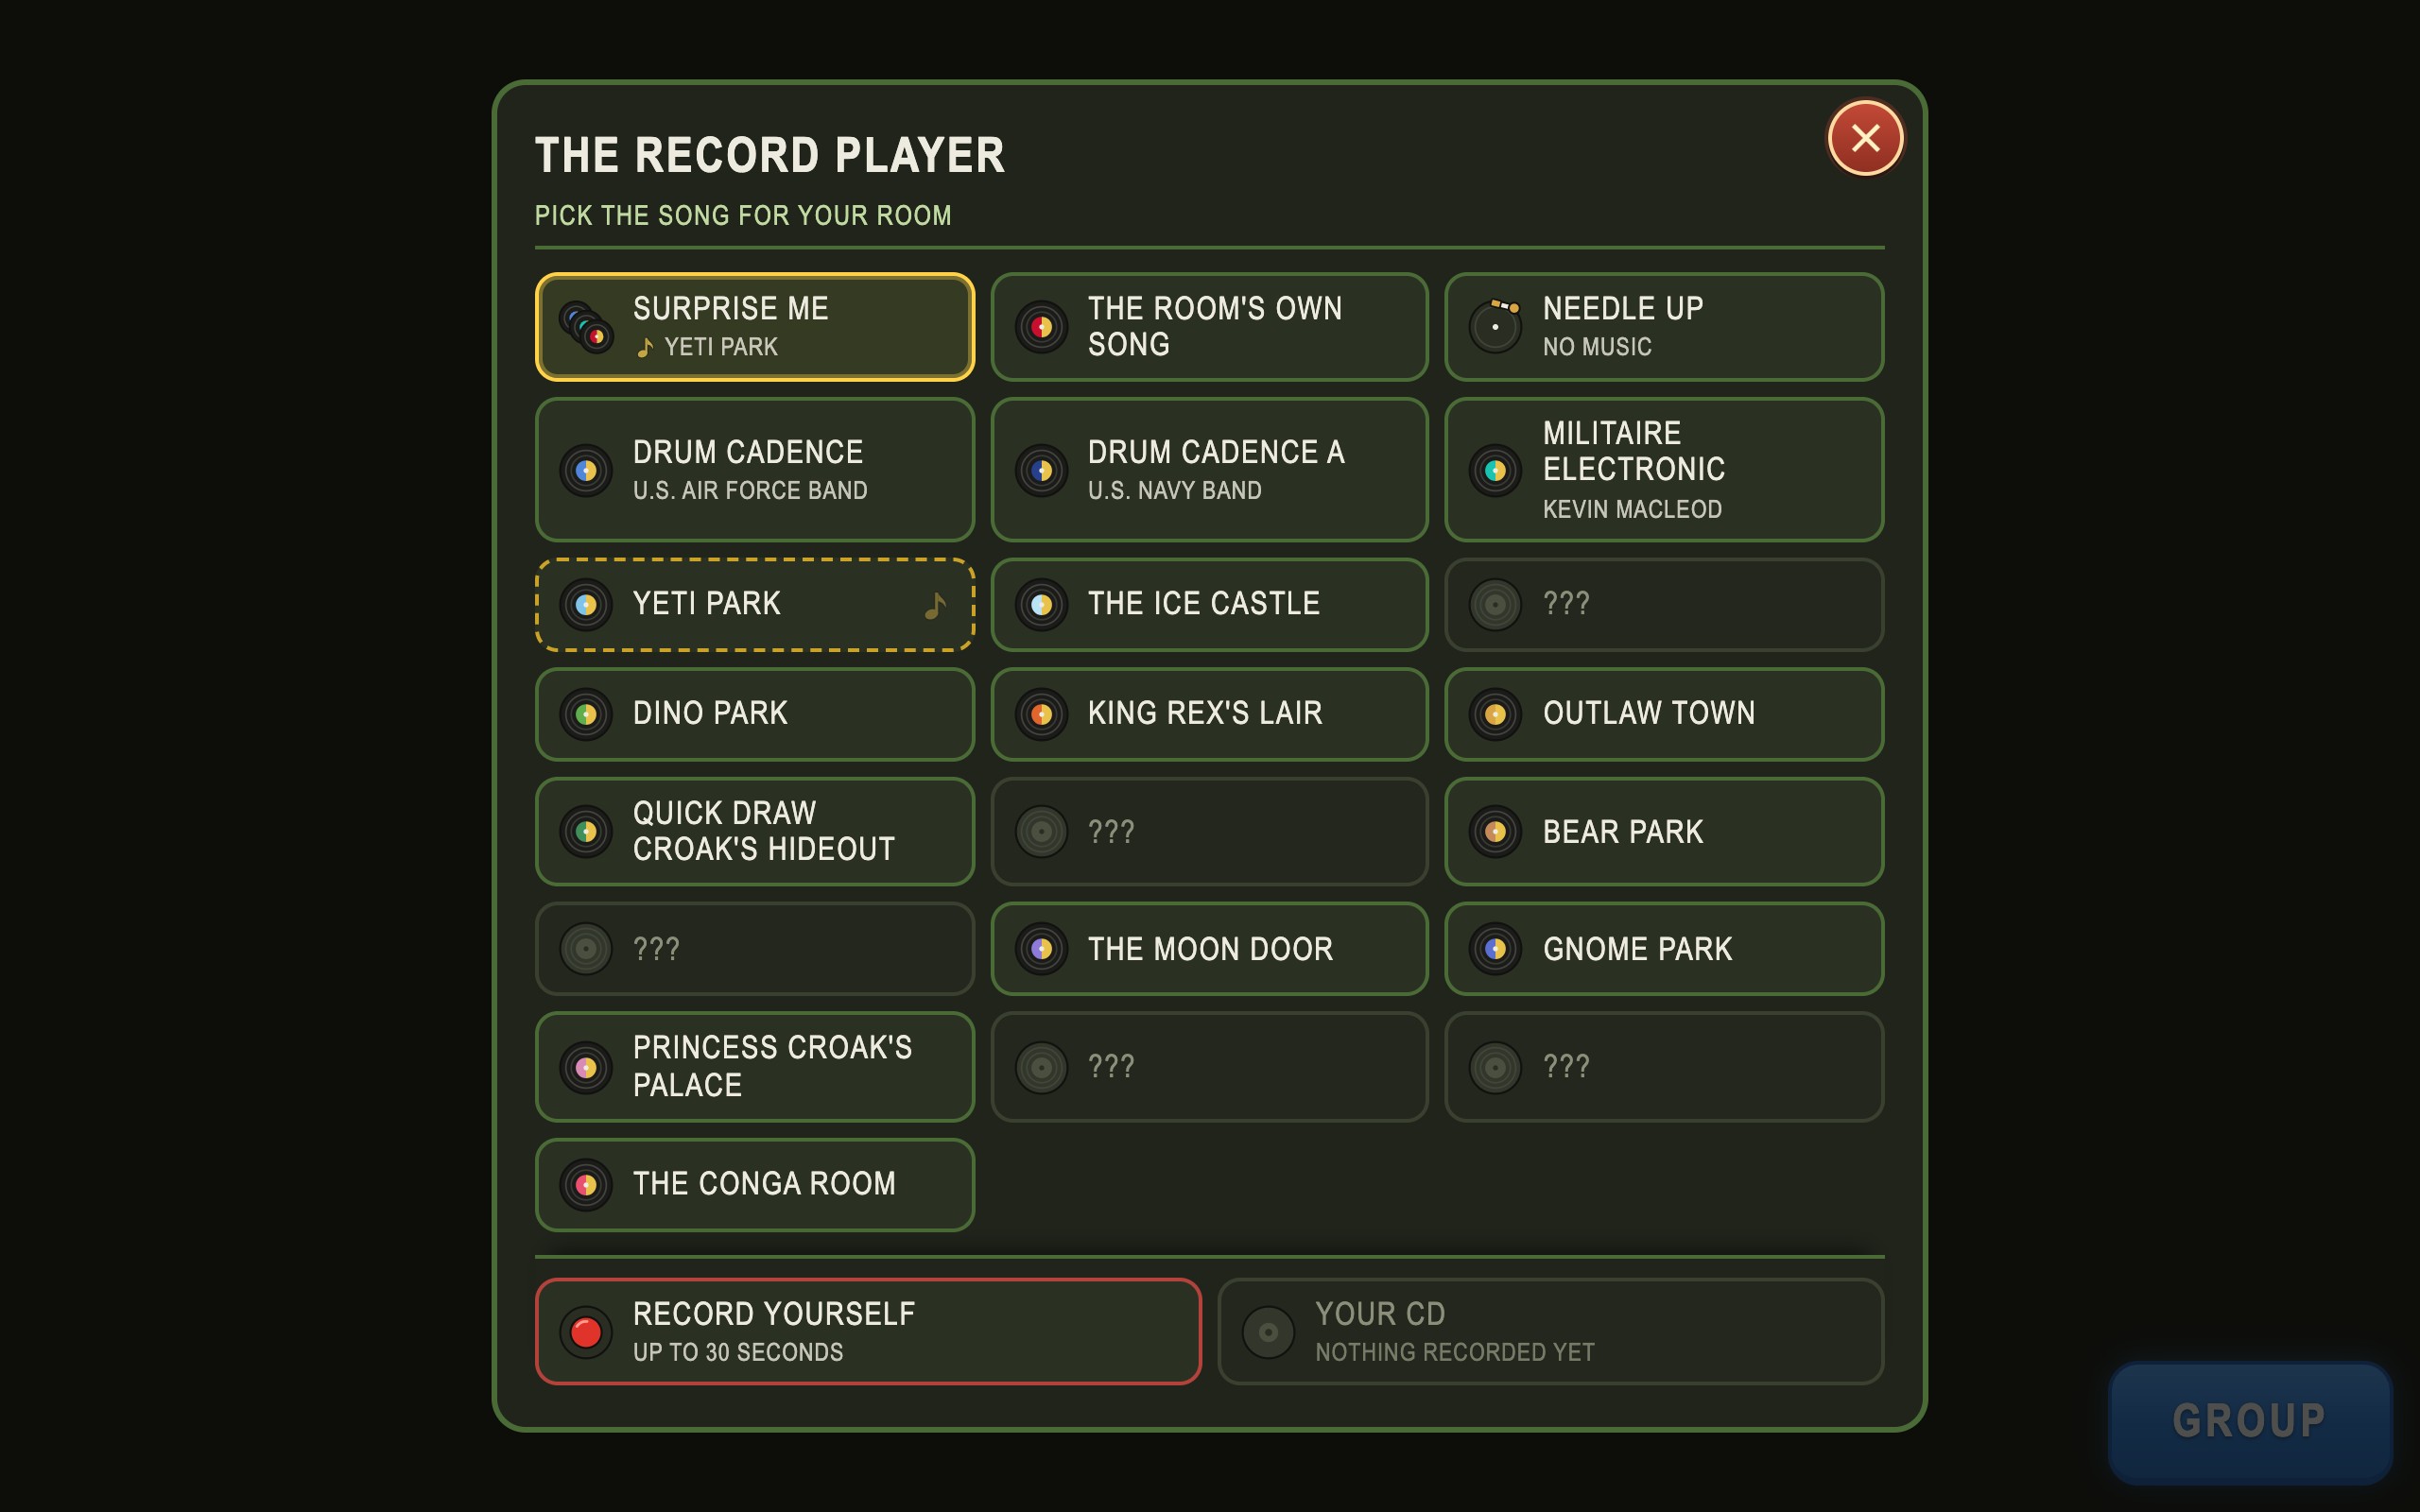 THE RECORD PLAYER
PICK THE SONG FOR YOUR ROOM
SURPRISE ME
YETI PARK
THE ROOM'S OWN
SONG
NEEDLE UP
NO MUSIC
DRUM CADENCE
U.S. AIR FORCE BAND
DRUM CADENCE A
U.S. NAVY BAND
MILITAIRE
ELECTRONIC
KEVIN MACLEOD
YETI PARK
THE ICE CASTLE
???
DINO PARK
KING REX'S LAIR
OUTLAW TOWN
QUICK DRAW
CROAK'S HIDEOUT
???
BEAR PARK
???
THE MOON DOOR
GNOME PARK
PRINCESS CROAK'S
PALACE
???
???
THE CONGA ROOM
RECORD YOURSELF
UP TO 30 SECONDS
YOUR CD
NOTHING RECORDED YET
GROUP